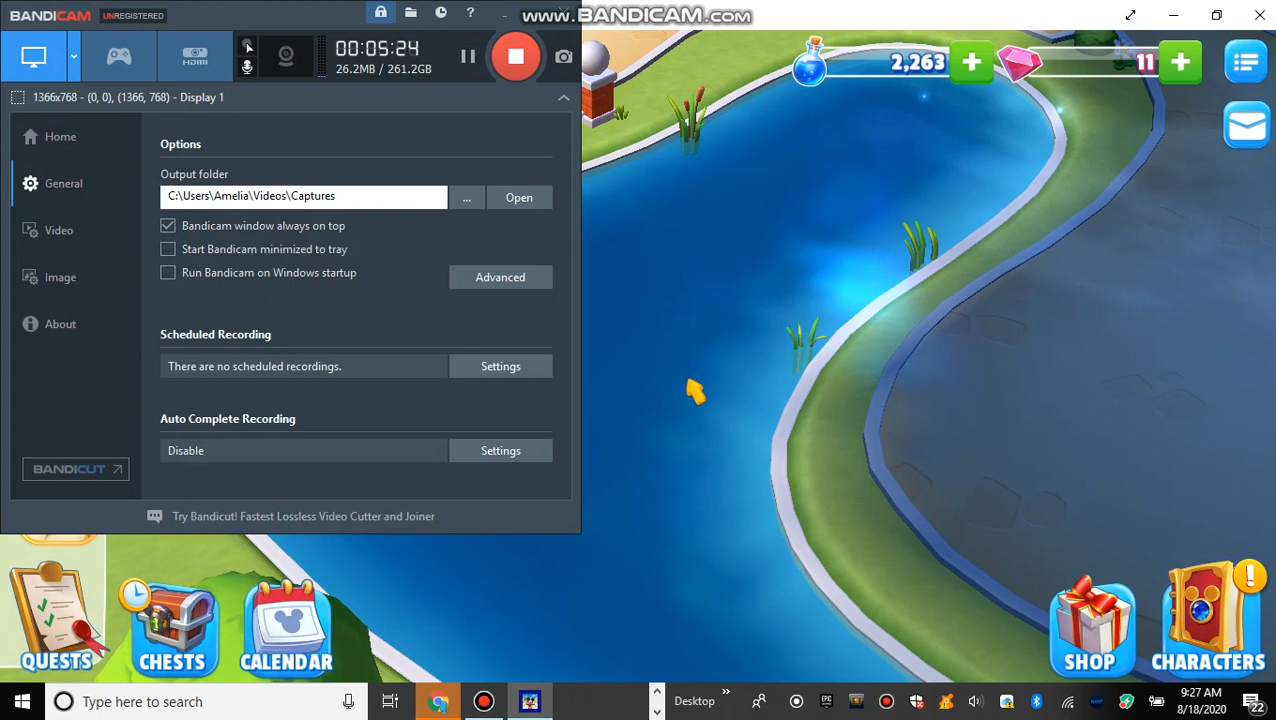 BANDICAM UNREGISTERED
www.BANDICAM.com
HDMI
00:05:24
26.2MB / 261.2GB
1366x768 - (0, 0), (1366, 768) - Display 1
Home
General
Video
Image
About
BANDICUT
Options
Output folder
C:\Users\Amelia\Videos\Captures
...
Open
Bandicam window always on top
Start Bandicam minimized to tray
Run Bandicam on Windows startup
Advanced
Scheduled Recording
There are no scheduled recordings.
Settings
Auto Complete Recording
Disable
Settings
Try Bandicut! Fastest Lossless Video Cutter and Joiner
2,263
11
QUESTS
CHESTS
CALENDAR
SHOP
CHARACTERS
Type here to search
Desktop
9:27 AM
8/18/2020
22